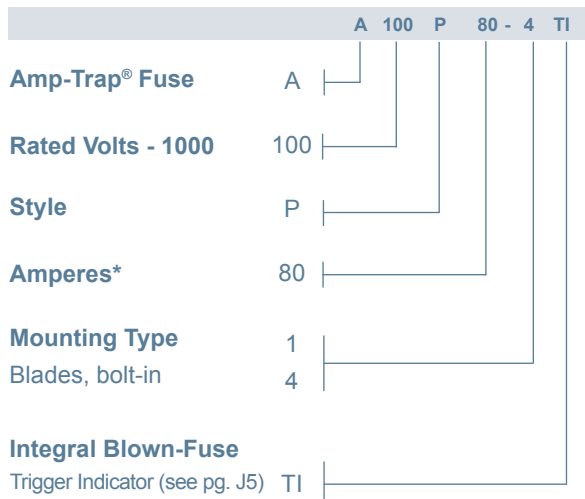 A 100 P 80 - 4 TI
Amp-Trap® Fuse A
Rated Volts - 1000 100
Style P
Amperes* 80
Mounting Type 1
Blades, bolt-in 4
Integral Blown-Fuse
Trigger Indicator (see pg. J5) TI